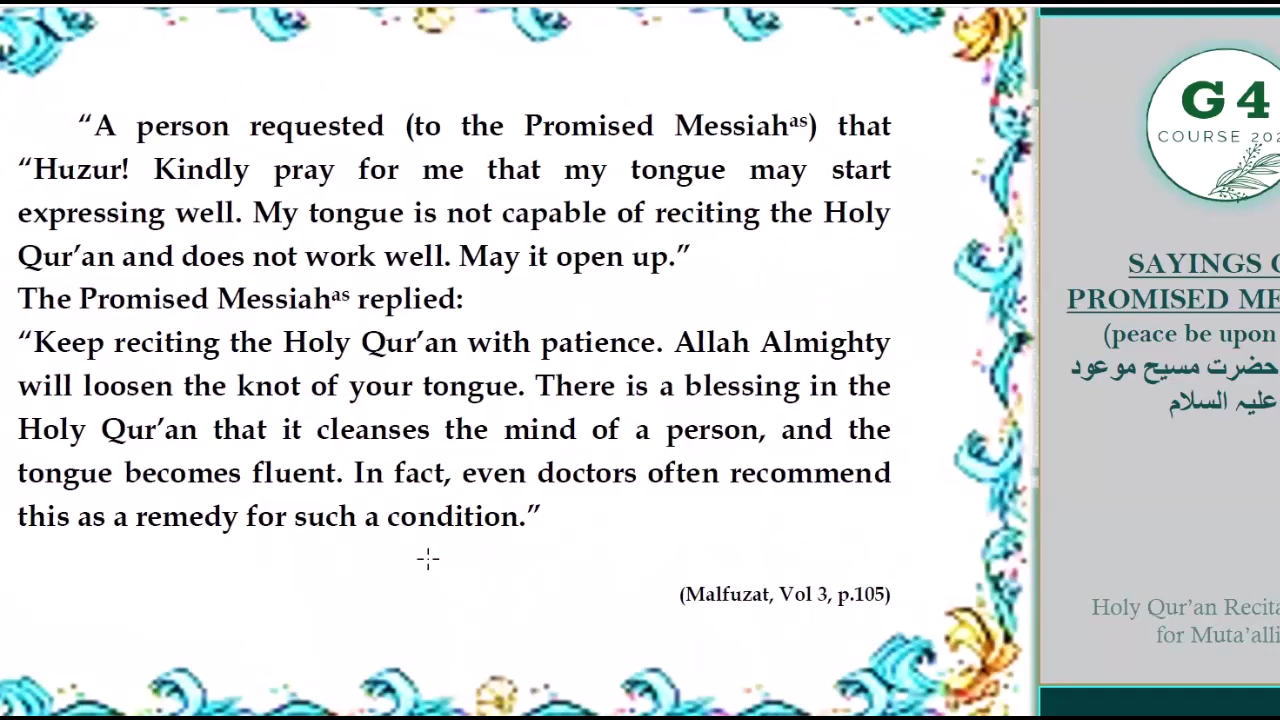 “A person requested (to the Promised Messiahas) that
“Huzur! Kindly pray for me that my tongue may start
expressing well. My tongue is not capable of reciting the Holy
Qur’an and does not work well. May it open up.”
The Promised Messiahas replied:
“Keep reciting the Holy Qur’an with patience. Allah Almighty
will loosen the knot of your tongue. There is a blessing in the
Holy Qur’an that it cleanses the mind of a person, and the
tongue becomes fluent. In fact, even doctors often recommend
this as a remedy for such a condition.”
(Malfuzat, Vol 3, p.105)
G4
COURSE
SAYINGS
PROMISED
(peace be upon
حضرت مسیح موعود
علیہ السلام
Holy Qur’an
for